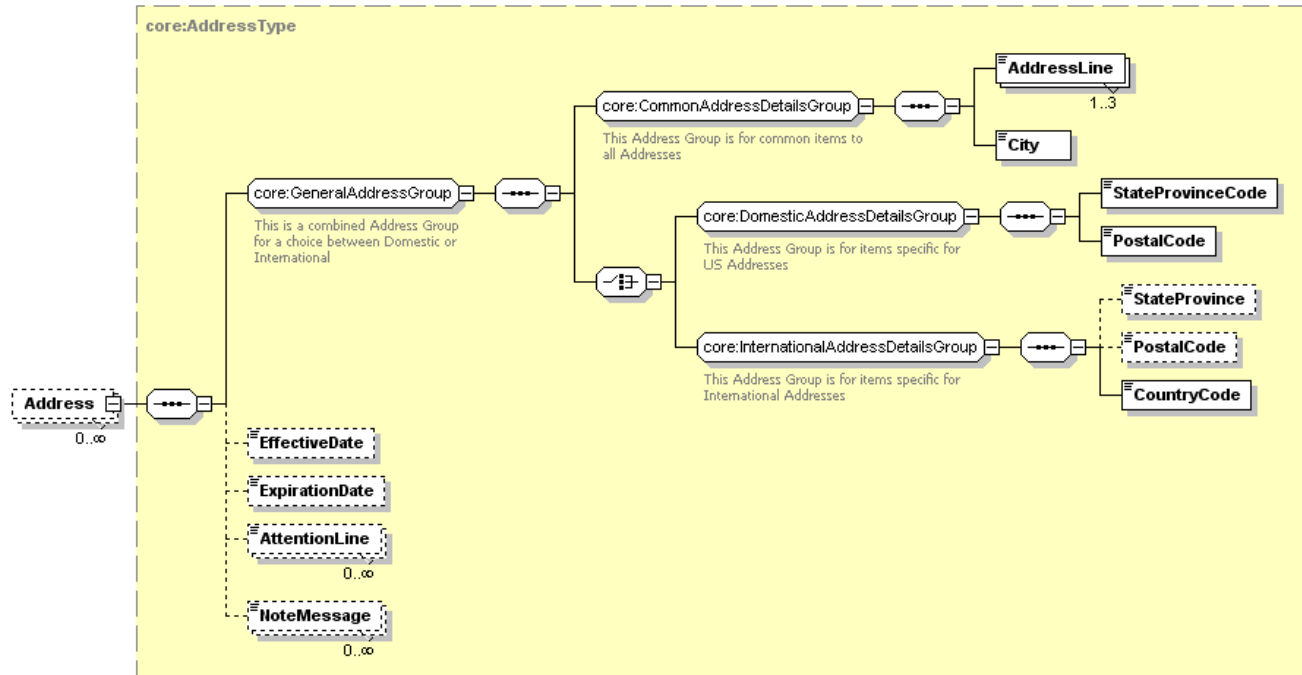 core:AddressType
AddressLine
1..3
core:CommonAddressDetailsGroup
This Address Group is for common items to
all Addresses
City
core:GeneralAddressGroup
This is a combined Address Group
for a choice between Domestic or
International
StateProvinceCode
core:DomesticAddressDetailsGroup
This Address Group is for items specific for
US Addresses
PostalCode
StateProvince
core:InternationalAddressDetailsGroup
This Address Group is for items specific for
International Addresses
PostalCode
CountryCode
Address
0..∞
EffectiveDate
ExpirationDate
AttentionLine
0..∞
NoteMessage
0..∞